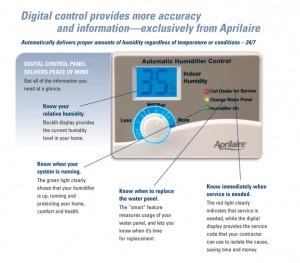 Digital control provides more accuracy
and information—exclusively from Aprilaire
Automatically delivers proper amounts of humidity regardless of temperature or conditions – 24/7
DIGITAL CONTROL PANEL
DELIVERS PEACE OF MIND
Get all of the information you
need at a glance.
Know your
relative humidity.
Backlit display provides
the current humidity
level in your home.
Know when your
system is running.
The green light clearly
shows that your humidifier
is up, running and
protecting your home,
comfort and health.
Automatic Humidifier Control
35%
Indoor
Humidity
Call Dealer for Service
Change Water Panel
Humidifier On
Less
More
Aprilaire
Know when to replace
the water panel.
The "smart" feature
measures usage of your
water panel, and lets you
know when it's time
for replacement.
Know immediately when
service is needed.
The red light clearly
indicates that service is
needed, while the digital
display provides the service
code that your contractor
can use to isolate the cause,
saving time and money.